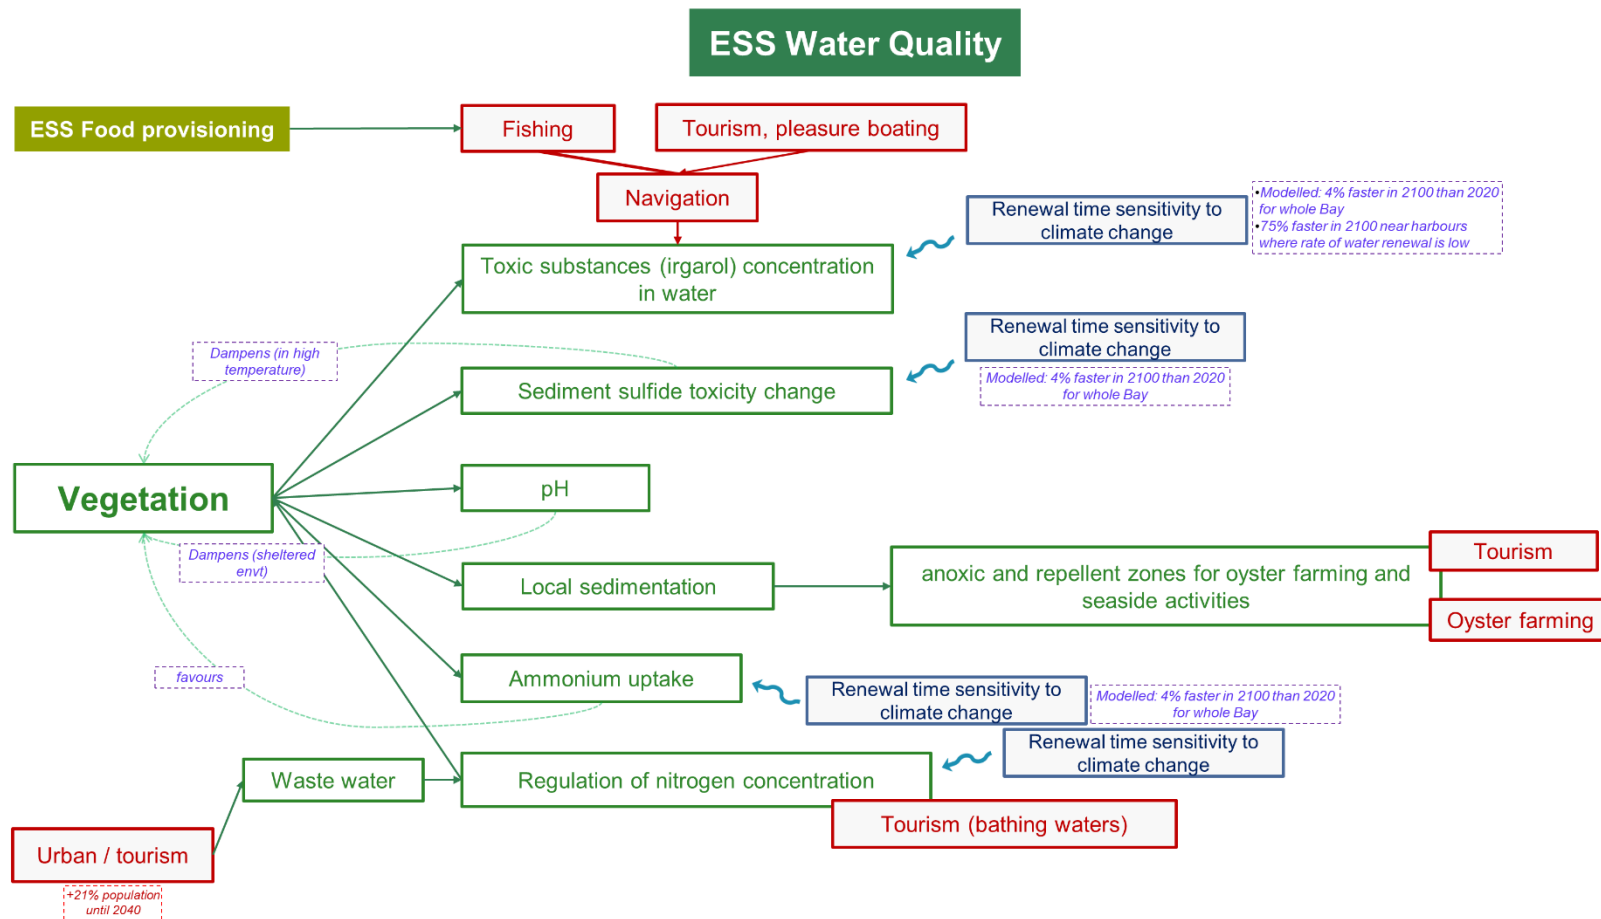 ESS Water Quality
ESS Food provisioning
Fishing
Tourism, pleasure boating
Navigation
Renewal time sensitivity to
climate change
•Modelled: 4% faster in 2100 than 2020
for whole Bay
•75% faster in 2100 near harbours
where rate of water renewal is low
Toxic substances (irgarol) concentration
in water
Renewal time sensitivity to
climate change
Modelled: 4% faster in 2100 than 2020
for whole Bay
Dampens (in high
temperature)
Sediment sulfide toxicity change
Vegetation
pH
Dampens (sheltered
envt)
Local sedimentation
anoxic and repellent zones for oyster farming and
seaside activities
Tourism
Oyster farming
favours
Ammonium uptake
Renewal time sensitivity to
climate change
Modelled: 4% faster in 2100 than 2020
for whole Bay
Renewal time sensitivity to
climate change
Waste water
Regulation of nitrogen concentration
Tourism (bathing waters)
Urban / tourism
+21% population
until 2040